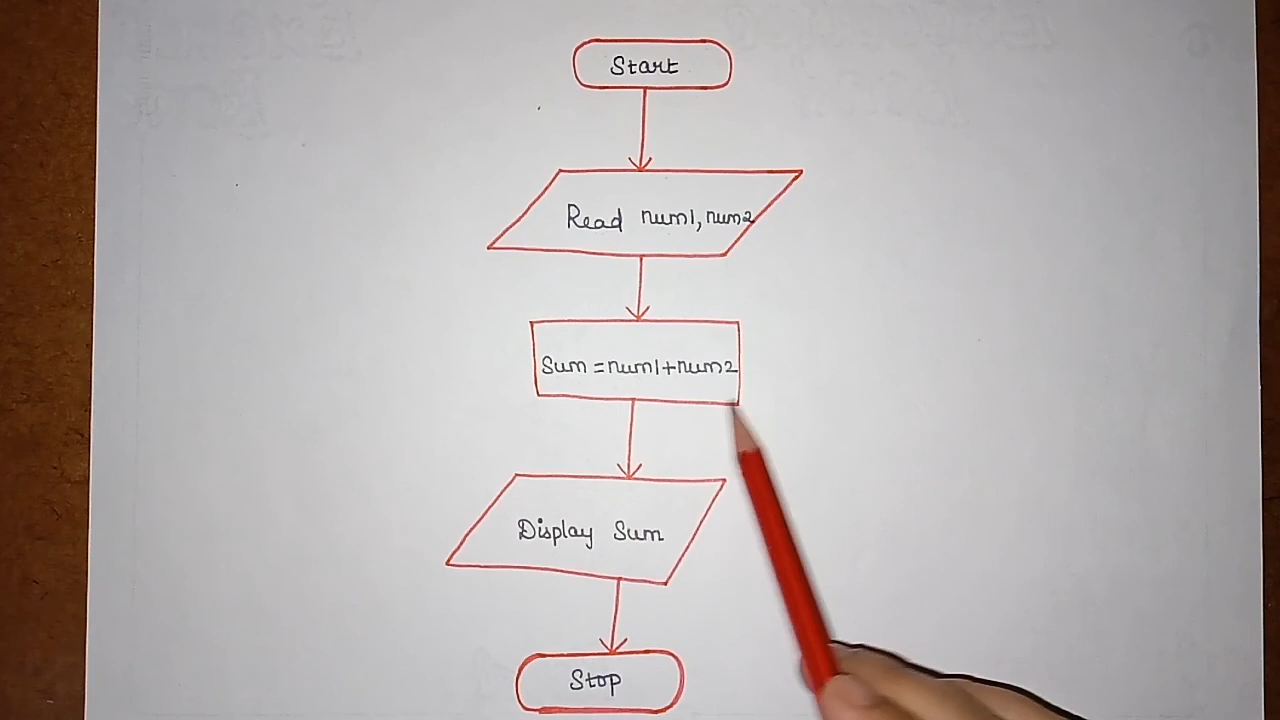 Start
Read num1, num2
Sum = num1+num2
Display Sum
Stop